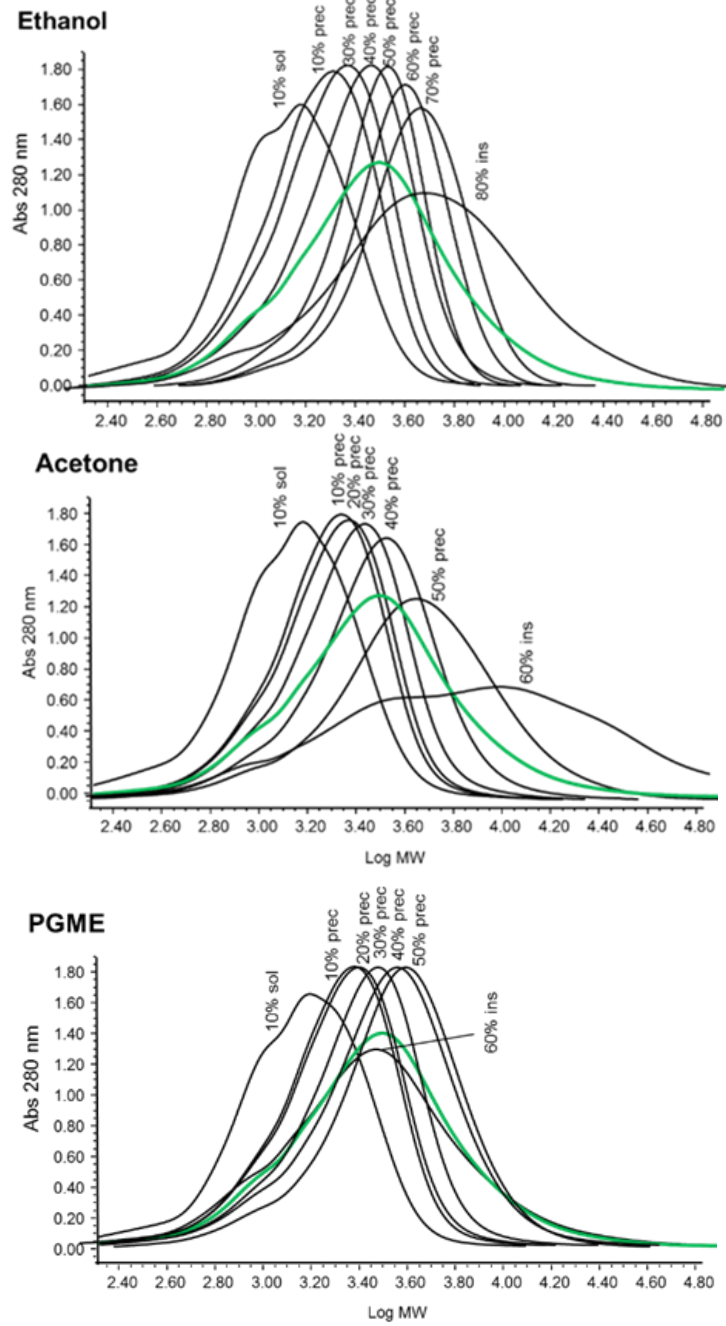 Ethanol
10% sol
10% prec
30% prec
40% prec
50% prec
60% prec
70% prec
80% ins
Abs 280 nm
1.80
1.60
1.40
1.20
1.00
0.80
0.60
0.40
0.20
0.00
2.40 2.60 2.80 3.00 3.20 3.40 3.60 3.80 4.00 4.20 4.40 4.60 4.80
Acetone
10% sol
10% prec
20% prec
30% prec
40% prec
50% prec
60% ins
Abs 280 nm
1.80
1.60
1.40
1.20
1.00
0.80
0.60
0.40
0.20
0.00
2.40 2.60 2.80 3.00 3.20 3.40 3.60 3.80 4.00 4.20 4.40 4.60 4.80
Log MW
PGME
10% sol
10% prec
20% prec
30% prec
40% prec
50% prec
60% ins
Abs 280 nm
1.80
1.60
1.40
1.20
1.00
0.80
0.60
0.40
0.20
0.00
2.40 2.60 2.80 3.00 3.20 3.40 3.60 3.80 4.00 4.20 4.40 4.60 4.80
Log MW